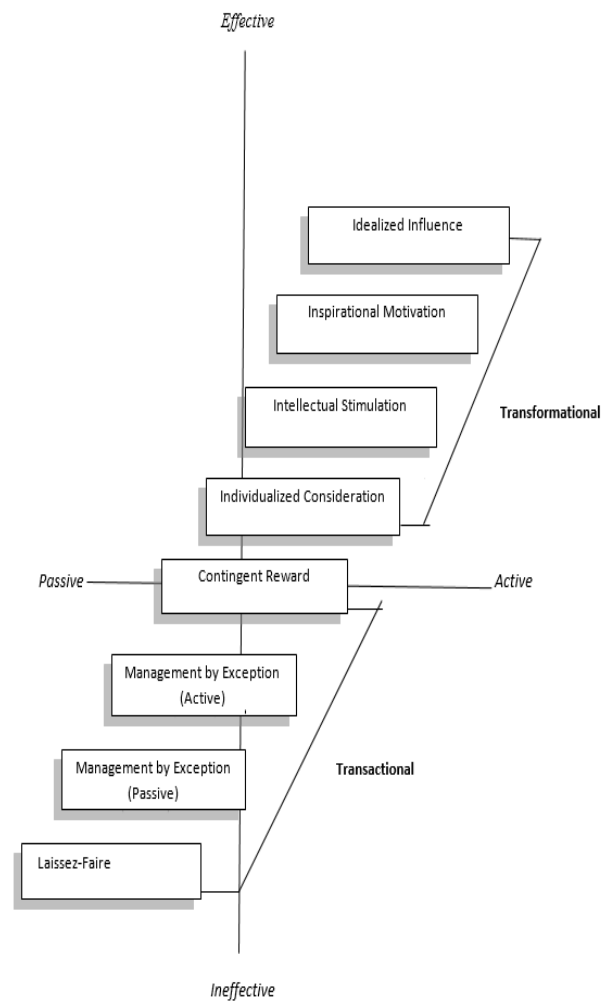 Effective
Idealized Influence
Inspirational Motivation
Intellectual Stimulation
Transformational
Individualized Consideration
Passive
Contingent Reward
Active
Management by Exception
(Active)
Management by Exception
(Passive)
Transactional
Laissez-Faire
Ineffective